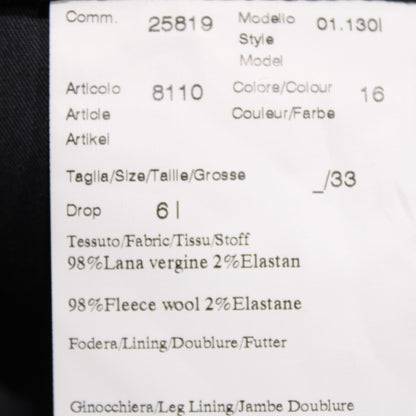 Comm. 25819 Modello 01.130l
Style
Model
Articolo 8110 Colore/Colour 16
Article Couleur/Farbe
Artikel
Taglia/Size/Taille/Grosse _/33
Drop 6 l
Tessuto/Fabric/Tissu/Stoff
98%Lana vergine 2%Elastan
98%Fleece wool 2%Elastane
Fodera/Lining/Doublure/Futter
Ginocchiera/Leg Lining/Jambe Doublure